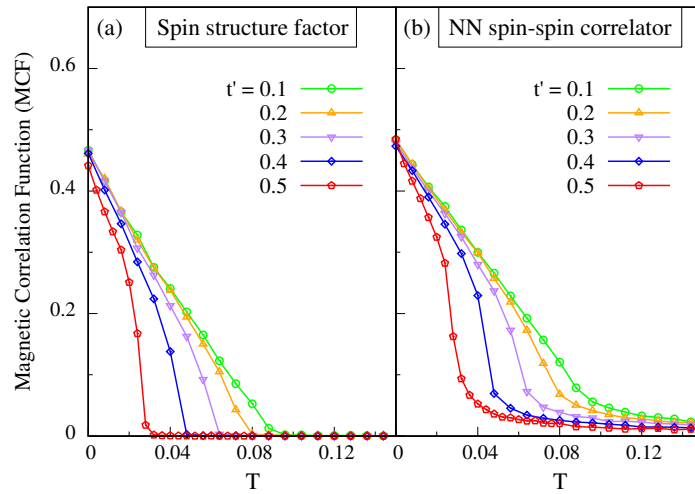 (a) Spin structure factor
(b) NN spin-spin correlator
Magnetic Correlation Function (MCF)
0.6
0.4
0.2
0
t' = 0.1
0.2
0.3
0.4
0.5
t' = 0.1
0.2
0.3
0.4
0.5
0 0.04 0.08 0.12
0 0.04 0.08 0.12
T
T